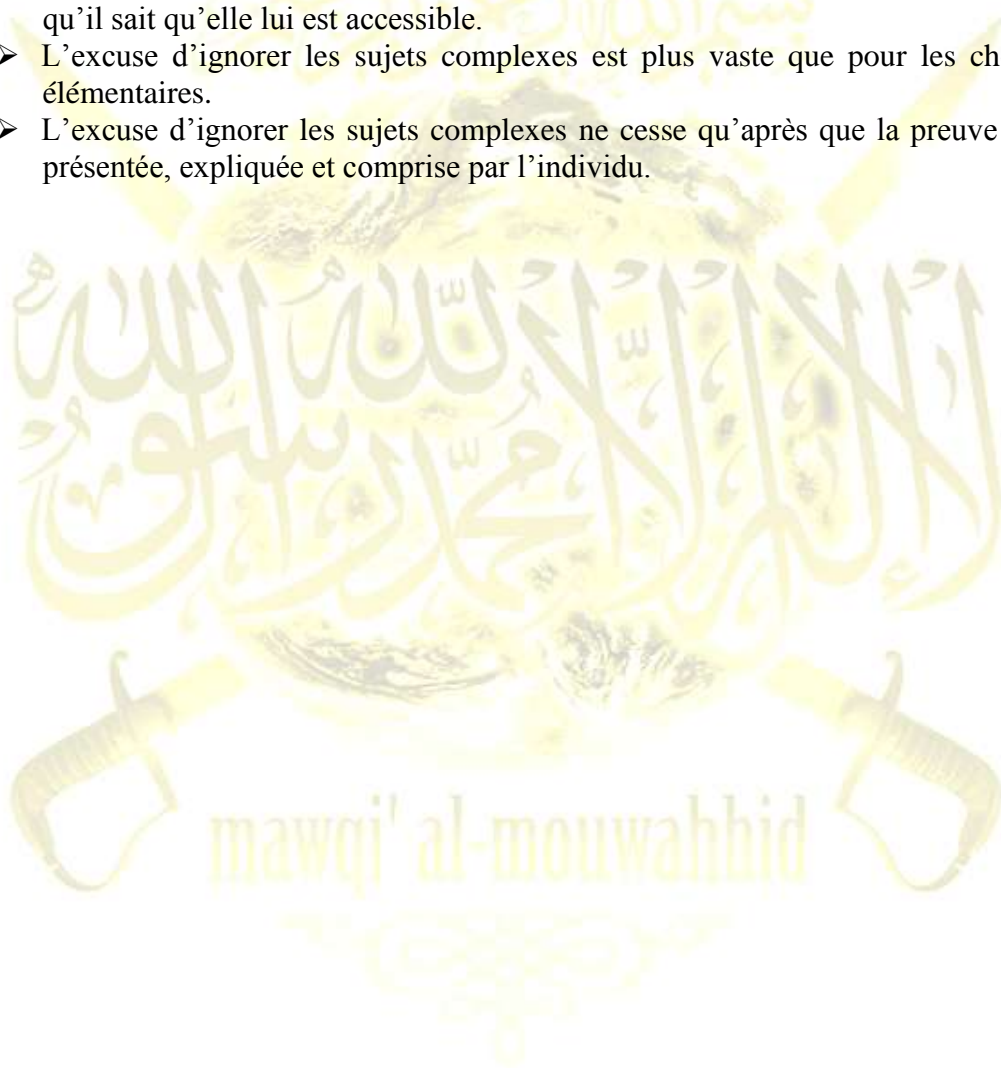 qu’il sait qu’elle lui est accessible.
➢ L’excuse d’ignorer les sujets complexes est plus vaste que pour les ch
élémentaires.
➢ L’excuse d’ignorer les sujets complexes ne cesse qu’après que la preuve
présentée, expliquée et comprise par l’individu.
لا إله إلا الله محمد رسول الله
mawqi' al-mouwahhid